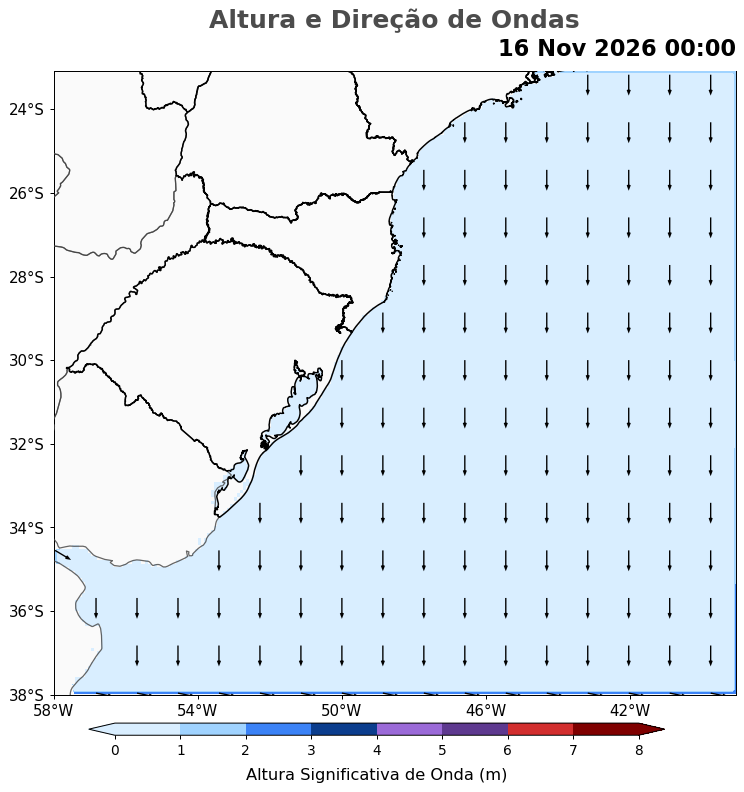 Altura e Direção de Ondas
16 Nov 2026 00:00
24°S
26°S
28°S
30°S
32°S
34°S
36°S
38°S
58°W 54°W 50°W 46°W 42°W
0 1 2 3 4 5 6 7 8
Altura Significativa de Onda (m)